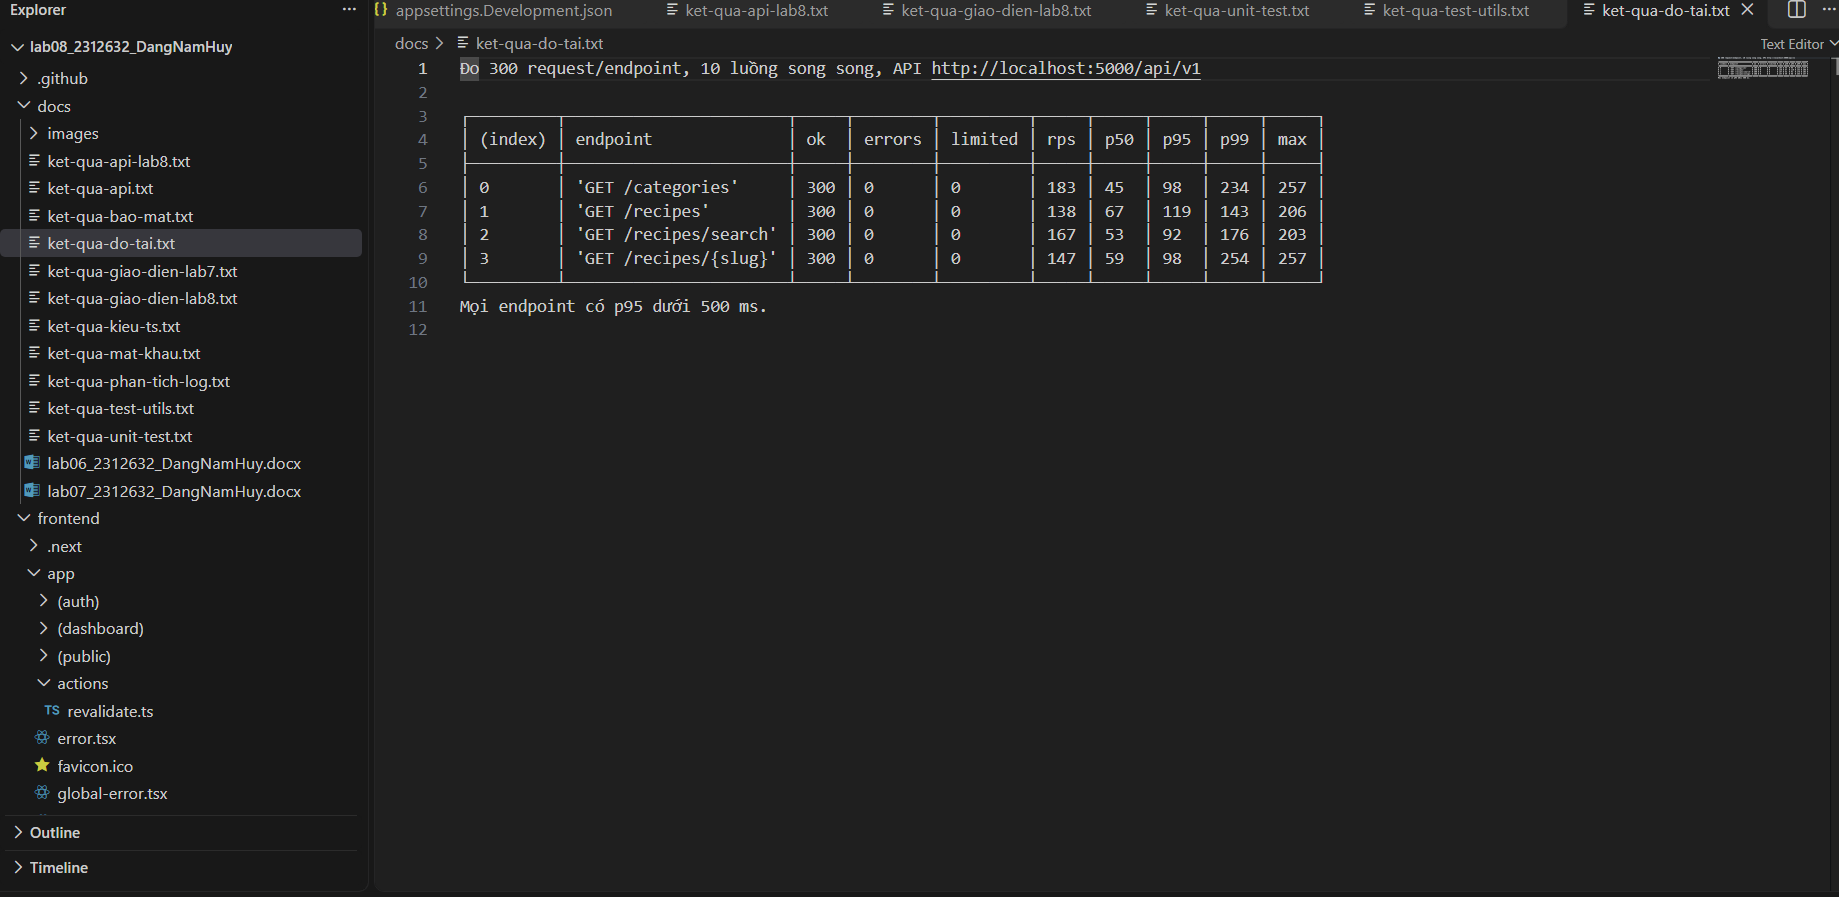 Explorer
lab08_2312632_DangNamHuy
.github
docs
images
ket-qua-api-lab8.txt
ket-qua-api.txt
ket-qua-bao-mat.txt
ket-qua-do-tai.txt
ket-qua-giao-dien-lab7.txt
ket-qua-giao-dien-lab8.txt
ket-qua-kieu-ts.txt
ket-qua-mat-khau.txt
ket-qua-phan-tich-log.txt
ket-qua-test-utils.txt
ket-qua-unit-test.txt
lab06_2312632_DangNamHuy.docx
lab07_2312632_DangNamHuy.docx
frontend
.next
app
(auth)
(dashboard)
(public)
actions
TS revalidate.ts
error.tsx
favicon.ico
global-error.tsx
Outline
Timeline
{} appsettings.Development.json ket-qua-api-lab8.txt ket-qua-giao-dien-lab8.txt ket-qua-unit-test.txt ket-qua-test-utils.txt ket-qua-do-tai.txt
docs > ket-qua-do-tai.txt
Text Editor
1 Đo 300 request/endpoint, 10 luồng song song, API http://localhost:5000/api/v1
2
3
4 (index) endpoint ok errors limited rps p50 p95 p99 max
5
6 0 'GET /categories' 300 0 0 183 45 98 234 257
7 1 'GET /recipes' 300 0 0 138 67 119 143 206
8 2 'GET /recipes/search' 300 0 0 167 53 92 176 203
9 3 'GET /recipes/{slug}' 300 0 0 147 59 98 254 257
10
11 Mọi endpoint có p95 dưới 500 ms.
12